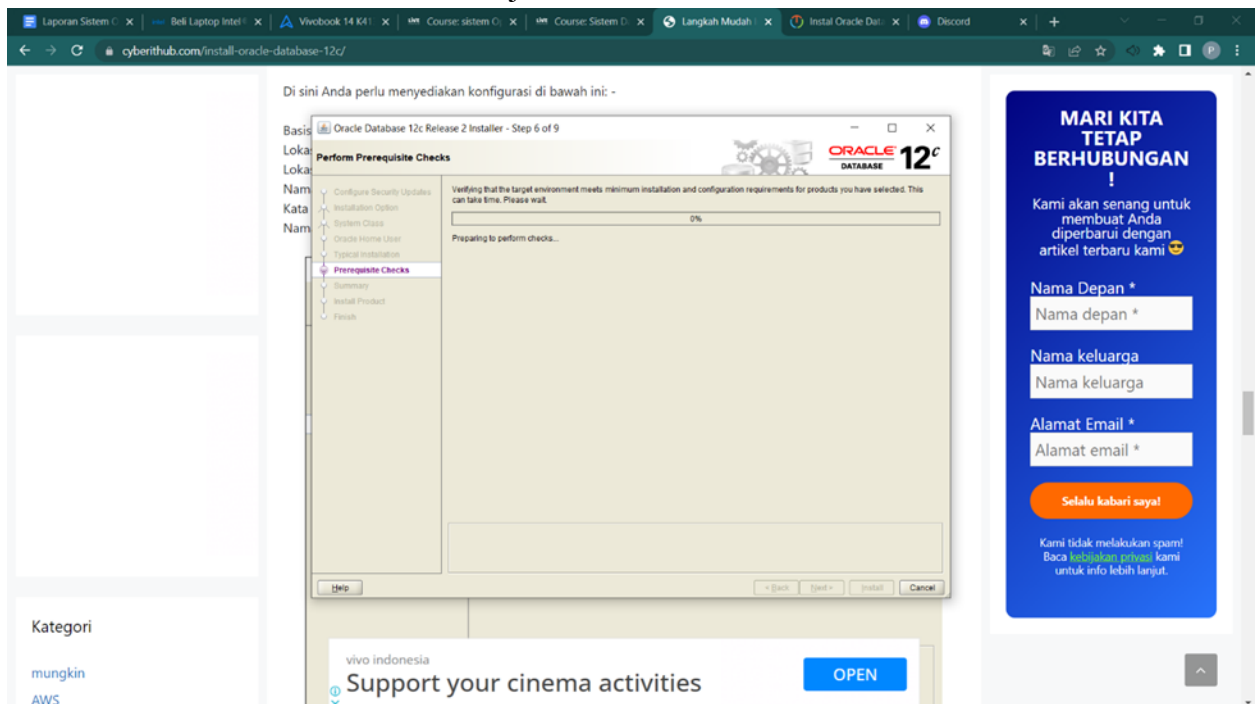 Laporan Sistem O
Beli Laptop Intel
Vivobook 14 K41
Course: sistem O
Course: Sistem D
Langkah Mudah
Instal Oracle Dat
Discord
cyberithub.com/install-oracle-database-12c/
P
Di sini Anda perlu menyediakan konfigurasi di bawah ini: -
Basis
Loka
Loka
Nam
Kata
Nam
Oracle Database 12c Release 2 Installer - Step 6 of 9
Perform Prerequisite Checks
ORACLE
DATABASE
12c
Configure Security Updates
Installation Option
System Class
Oracle Home User
Typical Installation
Prerequisite Checks
Summary
Install Product
Finish
Verifying that the target environment meets minimum installation and configuration requirements for products you have selected. This
can take time. Please wait.
0%
Preparing to perform checks...
Help
< Back
Next >
Install
Cancel
MARI KITA
TETAP
BERHUBUNGAN
!
Kami akan senang untuk
membuat Anda
diperbarui dengan
artikel terbaru kami 😎
Nama Depan *
Nama depan *
Nama keluarga
Nama keluarga
Alamat Email *
Alamat email *
Selalu kabari saya!
Kami tidak melakukan spam!
Baca kebijakan privasi kami
untuk info lebih lanjut.
Kategori
mungkin
AWS
vivo indonesia
Support your cinema activities
OPEN